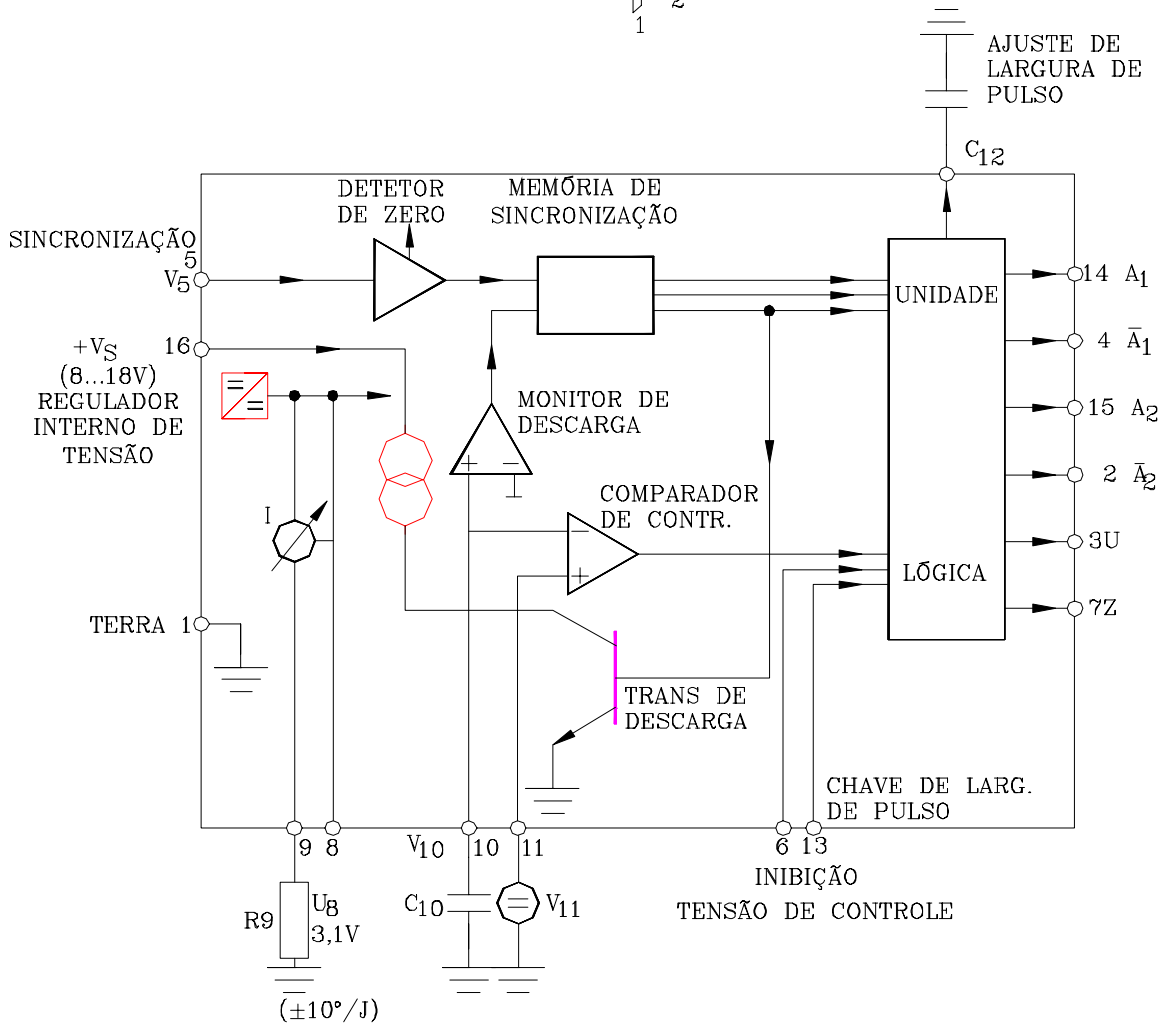 2
1
AJUSTE DE
LARGURA DE
PULSO
C12
DETETOR
DE ZERO
MEMÓRIA DE
SINCRONIZAÇÃO
SINCRONIZAÇÃO
5
V5
UNIDADE
14 A1
16
+VS
(8...18V)
REGULADOR
INTERNO DE
TENSÃO
=
=
4 Ā1
MONITOR DE
DESCARGA
15 A2
+ −
2 Ā2
COMPARADOR
DE CONTR.
I
−
+
3U
LÓGICA
7Z
TERRA 1
TRANS DE
DESCARGA
CHAVE DE LARG.
DE PULSO
9 8
V10 10 11
6 13
INIBIÇÃO
TENSÃO DE CONTROLE
R9
U8
3,1V
C10
=
V11
(±10°/J)